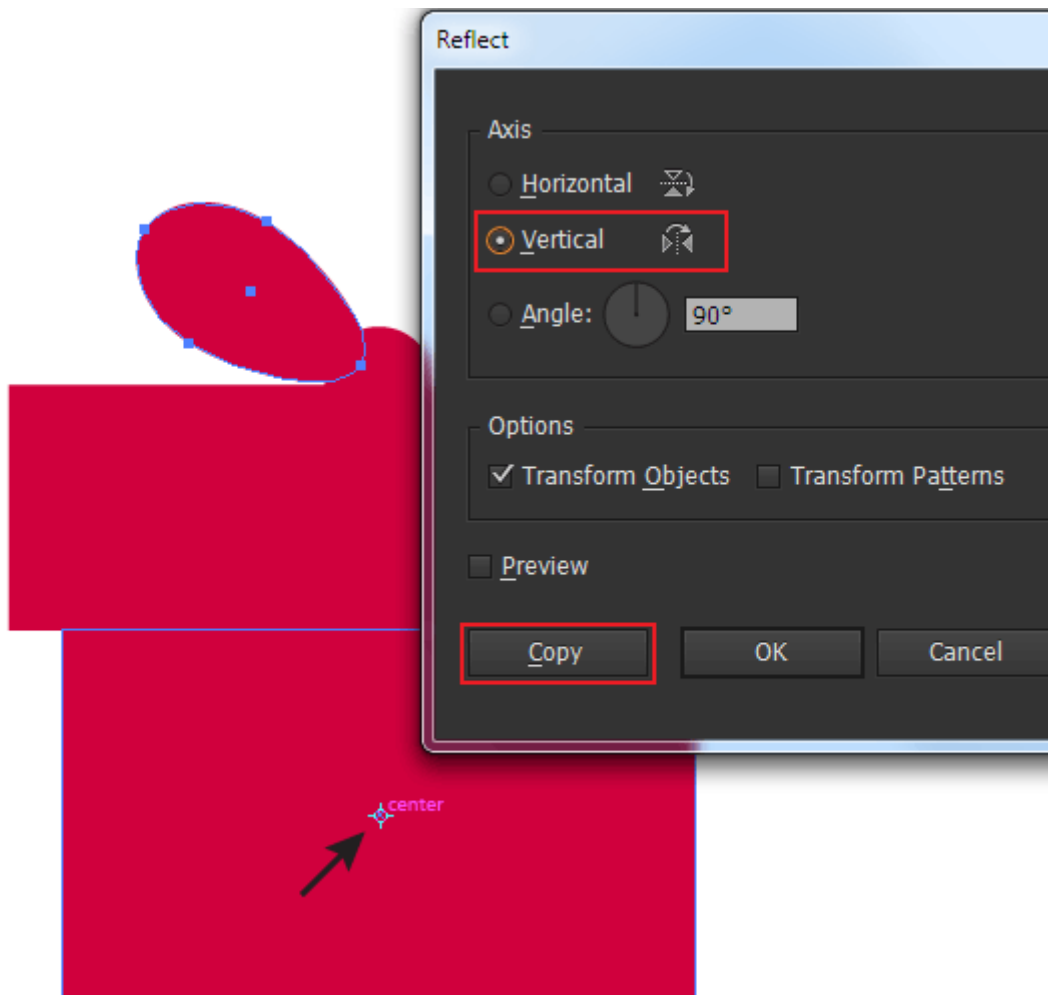 Reflect
Axis
Horizontal
Vertical
Angle: 90°
Options
Transform Objects Transform Patterns
Preview
Copy OK Cancel
center